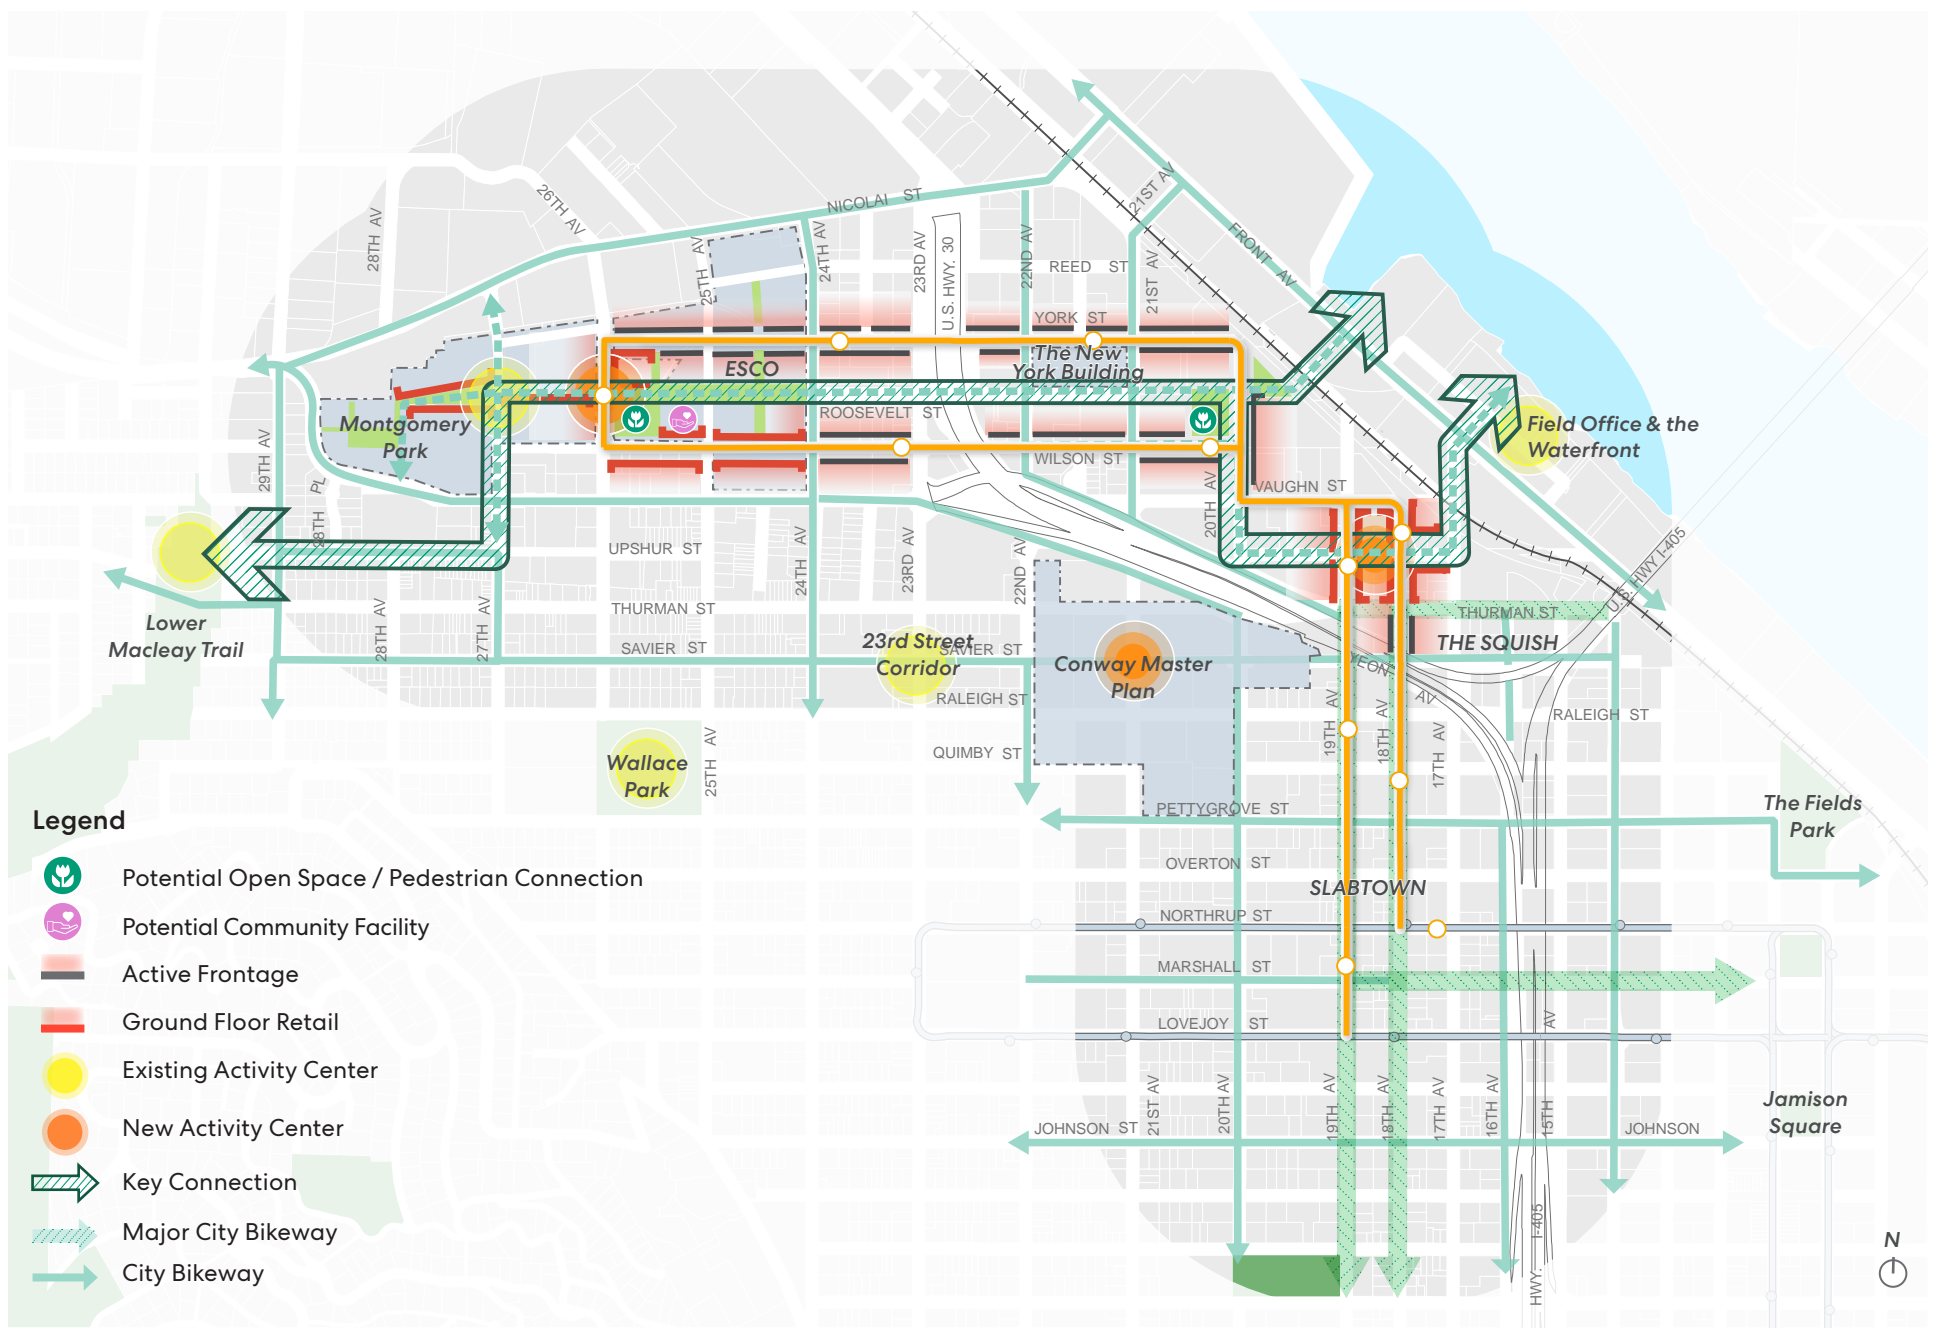 NICOLAI ST
21ST AV
26TH AV
28TH AV
25TH AV
24TH AV
23RD AV
U.S. HWY. 30
22ND AV
REED ST
21ST AV
FRONT AV
YORK ST
The New
York Building
ESCO
ROOSEVELT ST
Montgomery
Park
WILSON ST
Field Office & the
Waterfront
29TH AV
28TH PL
VAUGHN ST
20TH AV
UPSHUR ST
24TH AV
23RD AV
22ND AV
U.S. HWY I-405
THURMAN ST
THURMAN ST
Lower
Macleay Trail
28TH AV
27TH AV
SAVIER ST
23rd Street
Corridor
SAVIER ST
Conway Master
Plan
THE SQUISH
YEON AV
RALEIGH ST
RALEIGH ST
19TH AV
18TH AV
17TH AV
QUIMBY ST
Wallace
Park
25TH AV
PETTYGROVE ST
The Fields
Park
OVERTON ST
SLABTOWN
NORTHRUP ST
MARSHALL ST
LOVEJOY ST
21ST AV
20TH AV
19TH AV
18TH AV
17TH AV
16TH AV
15TH AV
JOHNSON ST
JOHNSON
Jamison
Square
HWY. I-405
N
Legend
Potential Open Space / Pedestrian Connection
Potential Community Facility
Active Frontage
Ground Floor Retail
Existing Activity Center
New Activity Center
Key Connection
Major City Bikeway
City Bikeway